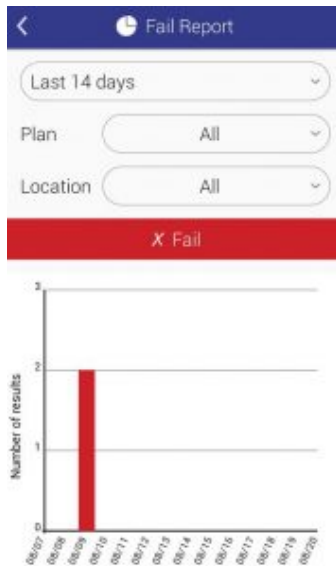 Fail Report
Last 14 days
Plan All
Location All
X Fail
Number of results
3
2
1
0
08/07 08/08 08/09 08/10 08/11 08/12 08/13 08/14 08/15 08/16 08/17 08/18 08/19 08/20